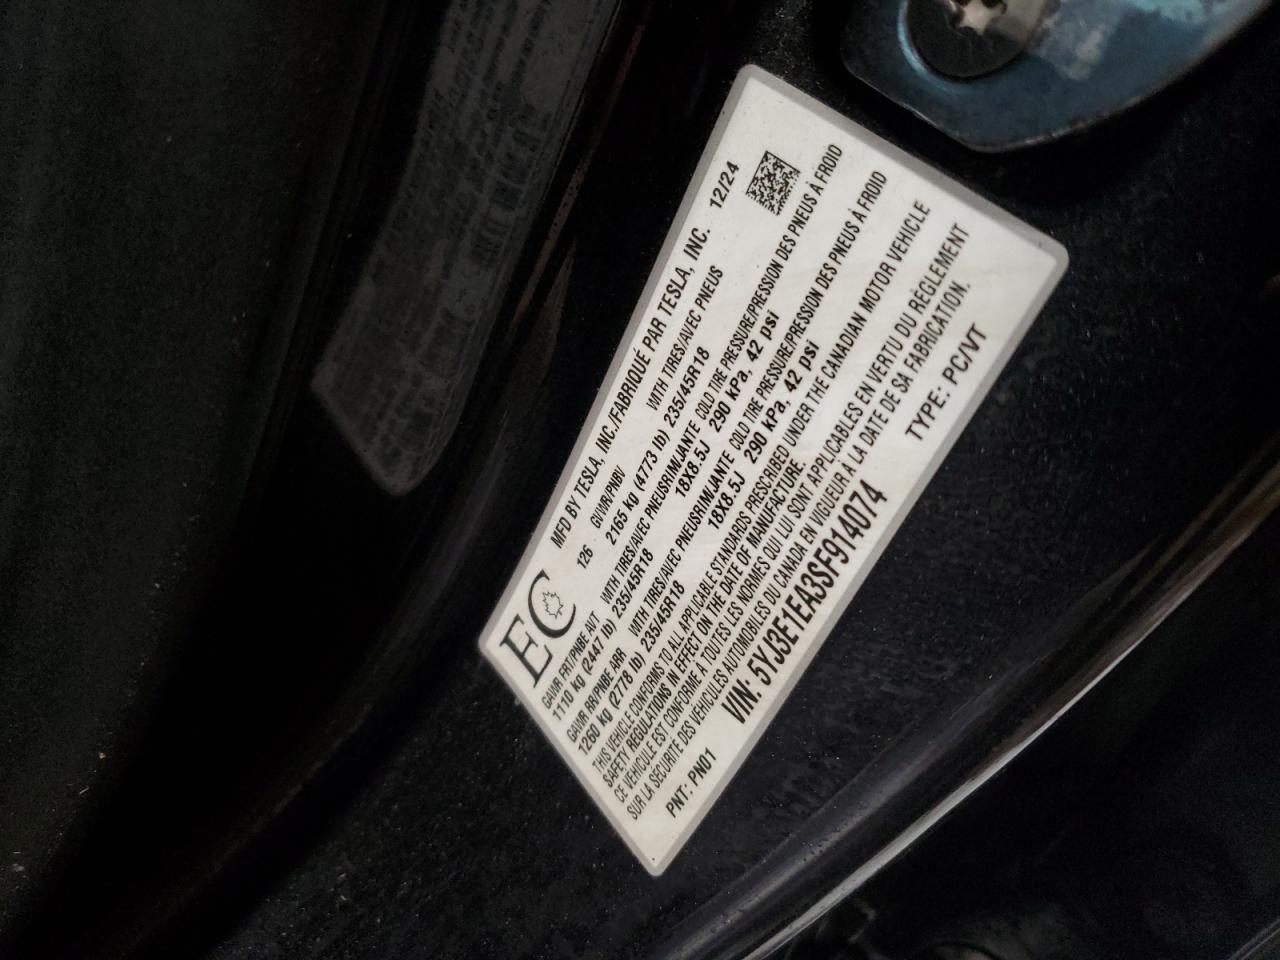 EC
MFD BY TESLA, INC./FABRIQUÉ PAR TESLA, INC. 12/24
126 GVWR/PNBV WITH TIRES/AVEC PNEUS
2165 kg (4773 lb) 235/45R18
GAWR FRT/PNBE AVT WITH TIRES/AVEC PNEUS RIM/JANTE COLD TIRE PRESSURE/PRESSION DES PNEUS À FROID
1110 kg (2447 lb) 235/45R18 18X8.5J 290 kPa, 42 psi
GAWR RR/PNBE ARR WITH TIRES/AVEC PNEUS RIM/JANTE COLD TIRE PRESSURE/PRESSION DES PNEUS À FROID
1260 kg (2778 lb) 235/45R18 18X8.5J 290 kPa, 42 psi
THIS VEHICLE CONFORMS TO ALL APPLICABLE STANDARDS PRESCRIBED UNDER THE CANADIAN MOTOR VEHICLE
SAFETY REGULATIONS IN EFFECT ON THE DATE OF MANUFACTURE.
CE VÉHICULE EST CONFORME À TOUTES LES NORMES QUI LUI SONT APPLICABLES EN VERTU DU RÈGLEMENT
SUR LA SÉCURITÉ DES VÉHICULES AUTOMOBILES DU CANADA EN VIGUEUR À LA DATE DE SA FABRICATION.
PNT: PN01 VIN: 5YJ3E1EA3SF914074 TYPE: PC/VT